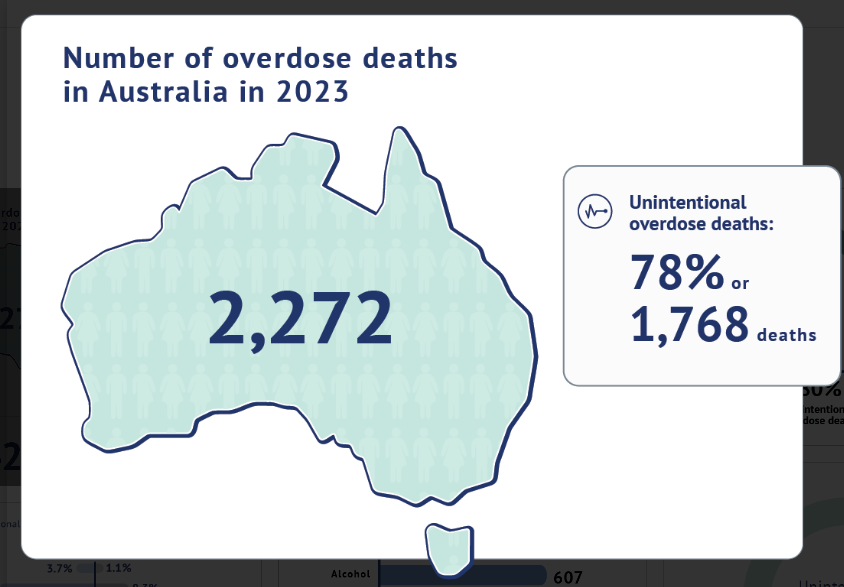 Number of overdose deaths
in Australia in 2023
2,272
Unintentional
overdose deaths:
78% or
1,768 deaths
3.7%
1.1%
Alcohol
607